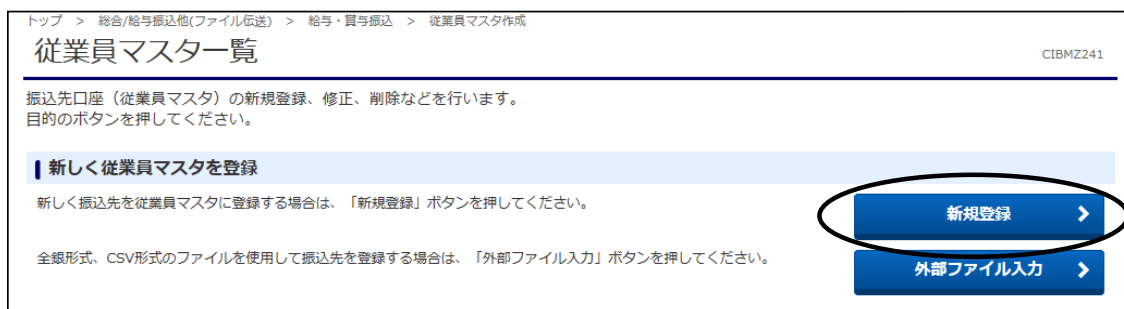 トップ > 総合/給与振込他(ファイル伝送) > 給与・賞与振込 > 従業員マスタ作成
従業員マスタ一覧
CIBMZ241
振込先口座（従業員マスタ）の新規登録、修正、削除などを行います。
目的のボタンを押してください。
新しく従業員マスタを登録
新しく振込先を従業員マスタに登録する場合は、「新規登録」ボタンを押してください。
新規登録
全銀形式、CSV形式のファイルを使用して振込先を登録する場合は、「外部ファイル入力」ボタンを押してください。
外部ファイル入力